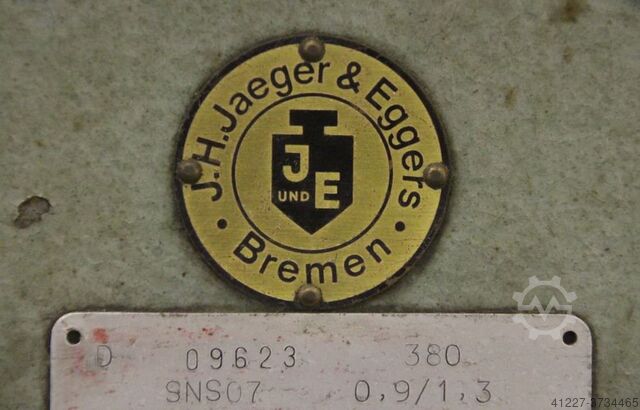 J.H.Jaeger & Eggers
J
UND E
• Bremen •
D 09623 380
SNS07 0,9/1,3
41227-3734465